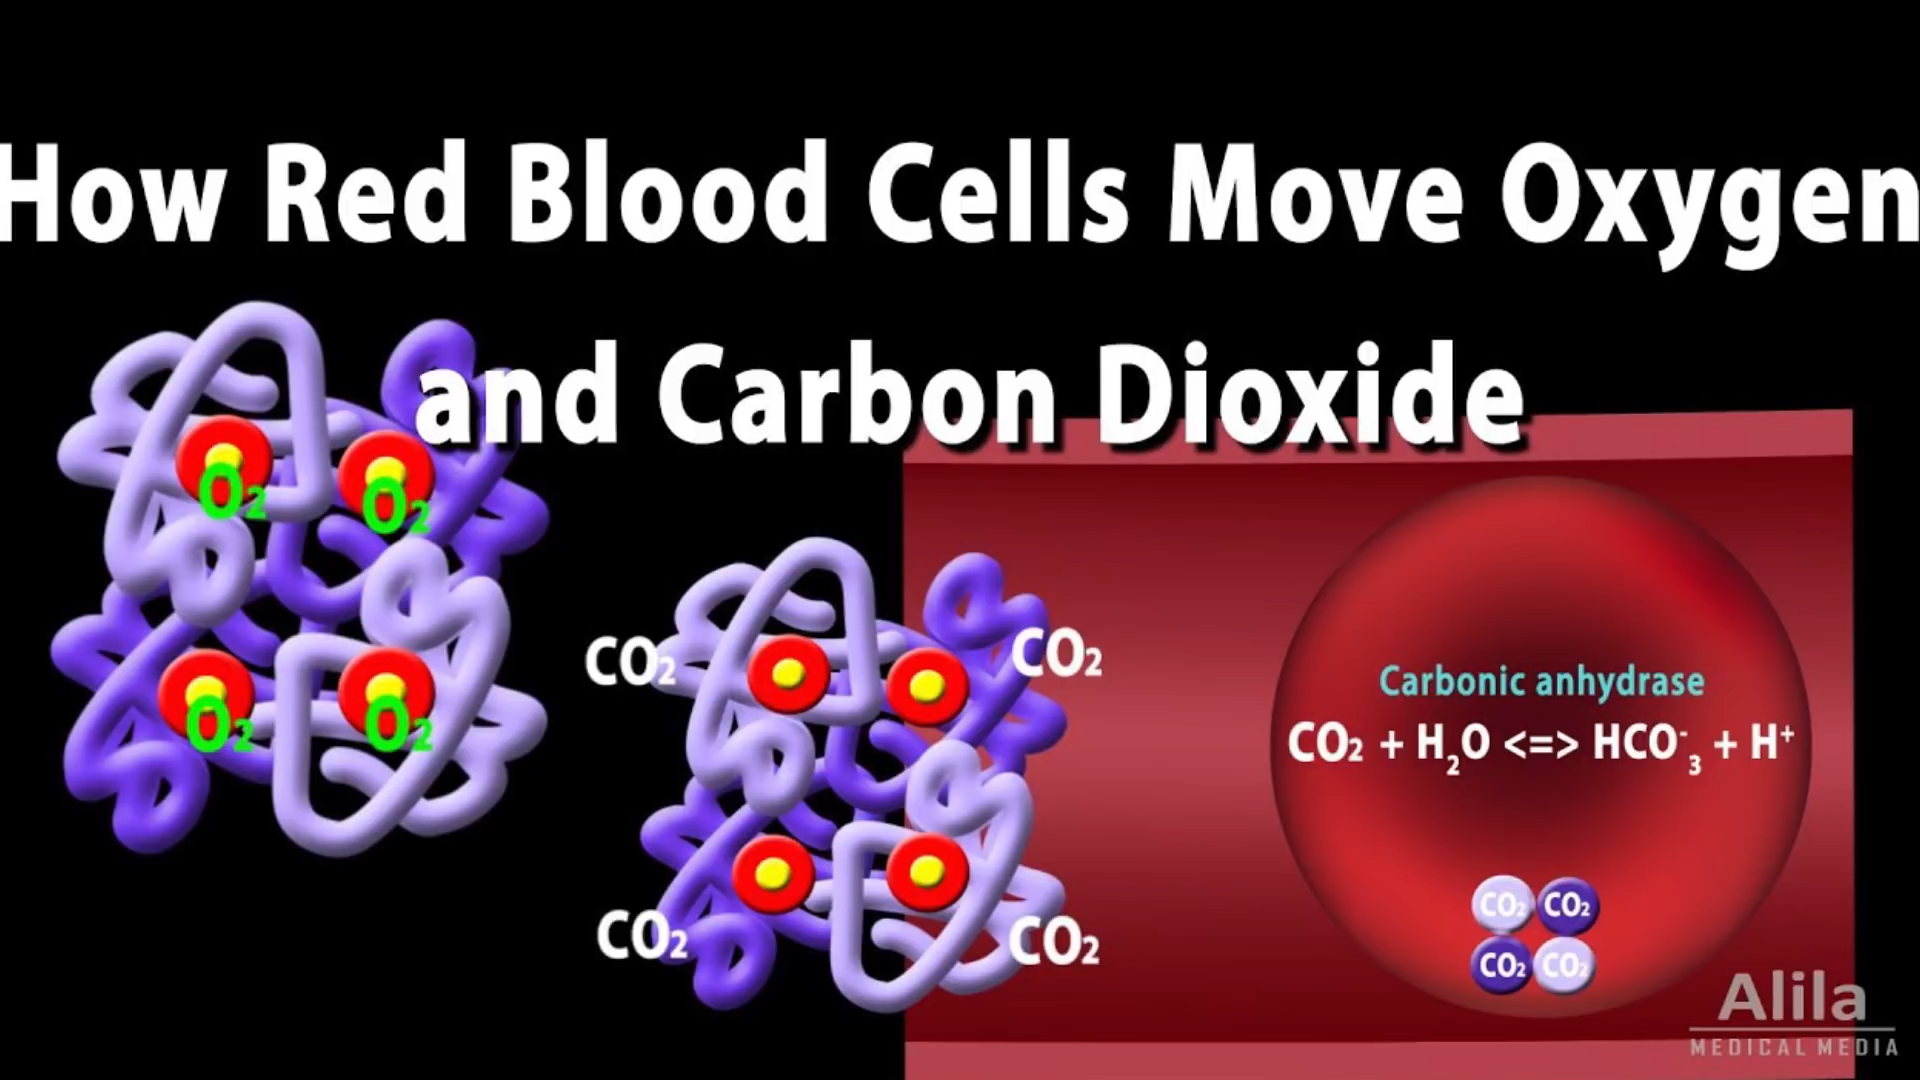 How Red Blood Cells Move Oxygen
and Carbon Dioxide
O₂ O₂
O₂ O₂
CO₂ CO₂
CO₂ CO₂
Carbonic anhydrase
CO₂ + H₂O <=> HCO⁻₃ + H⁺
CO₂ CO₂
CO₂ CO₂
Alila
MEDICAL MEDIA